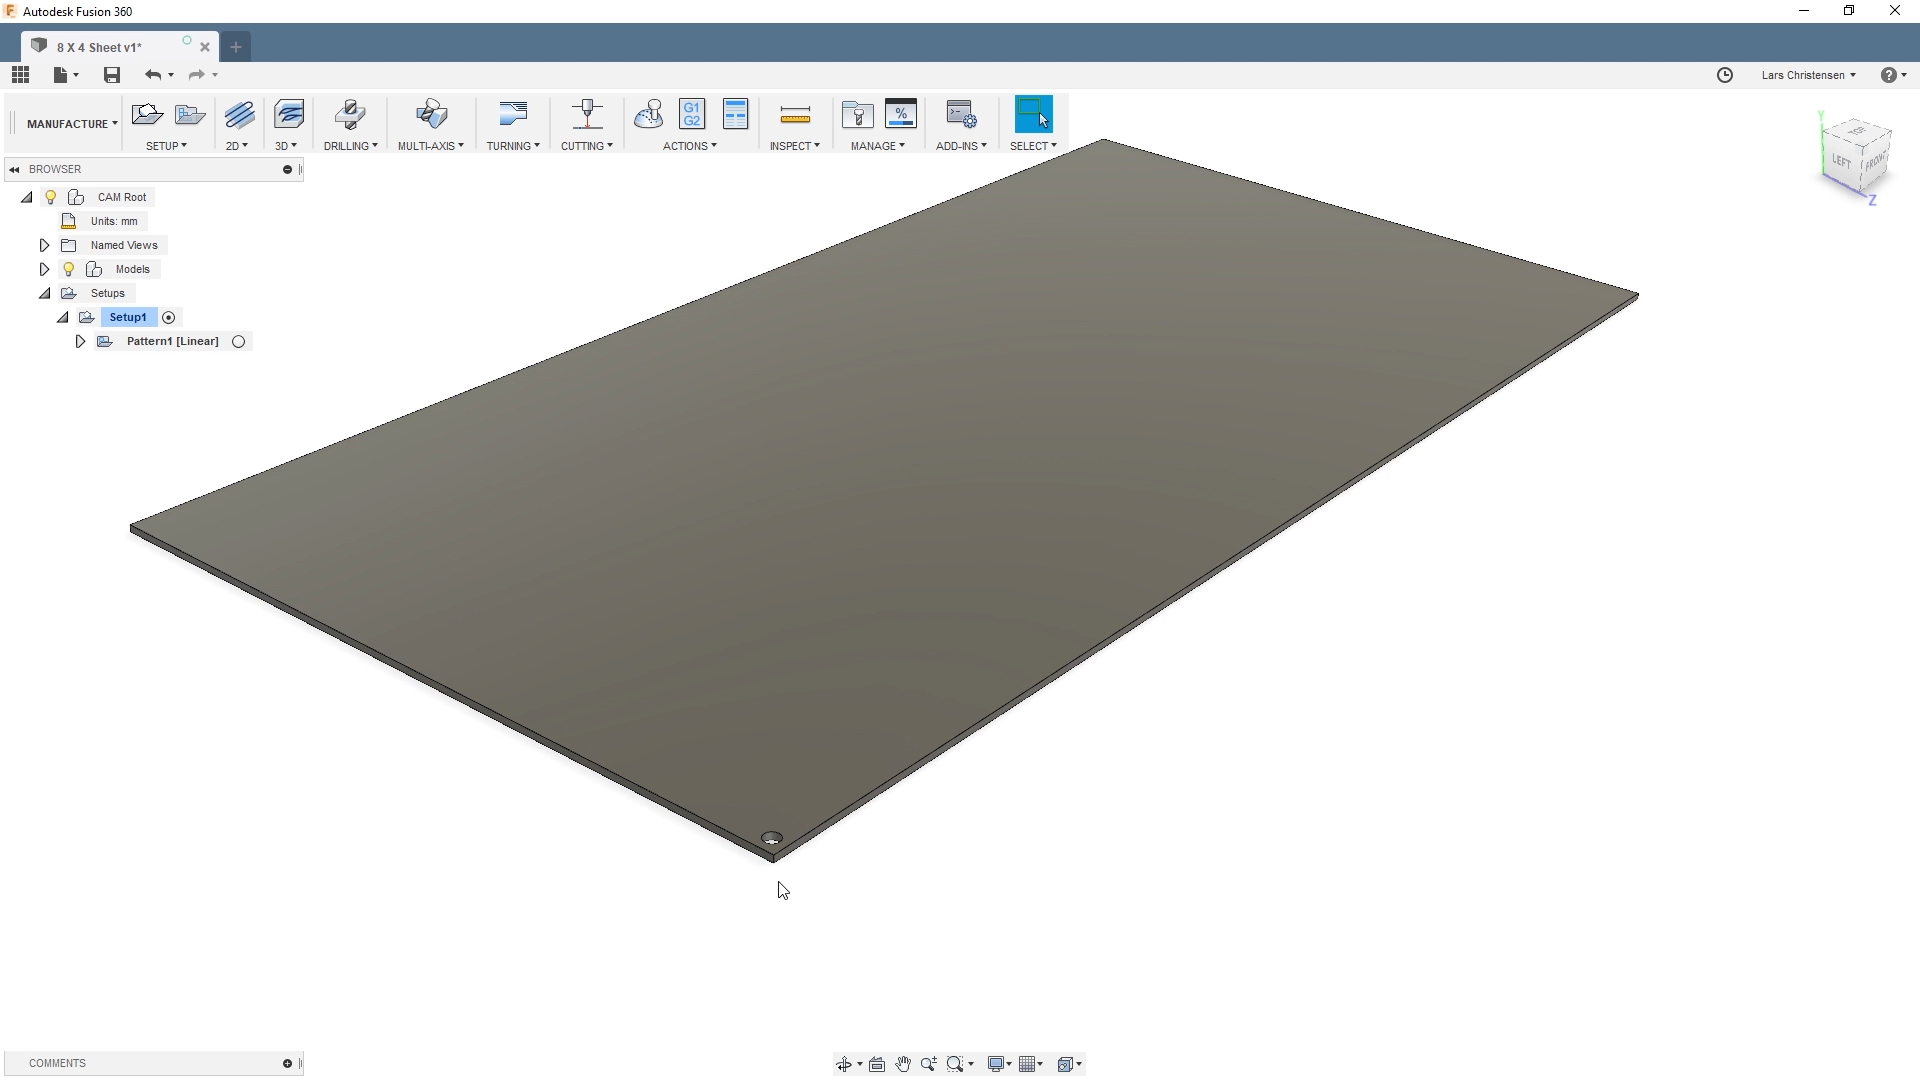 Autodesk Fusion 360
8 X 4 Sheet v1*
Lars Christensen
MANUFACTURE
G1
G2
%
SETUP
2D
3D
DRILLING
MULTI-AXIS
TURNING
CUTTING
ACTIONS
INSPECT
MANAGE
ADD-INS
SELECT
BROWSER
CAM Root
Units: mm
Named Views
Models
Setups
Setup1
Pattern1 [Linear]
Y
TOP
LEFT
FRONT
Z
COMMENTS